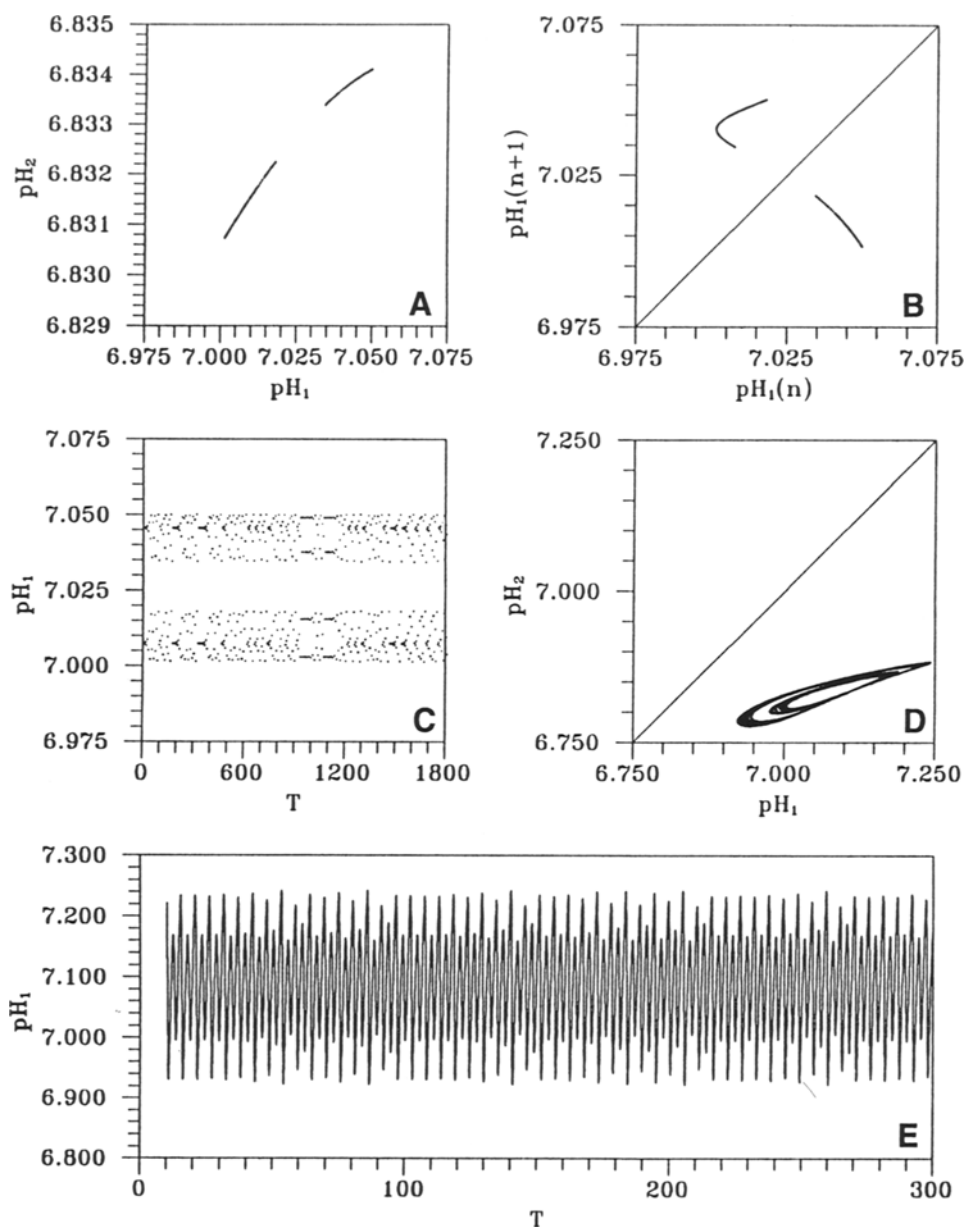 6.835
6.834
6.833
6.832
6.831
6.830
6.829
pH₂
6.975 7.000 7.025 7.050 7.075
pH₁
A
7.075
7.025
6.975
pH₁(n+1)
6.975 7.025 7.075
pH₁(n)
B
7.075
7.050
7.025
7.000
6.975
pH₁
0 600 1200 1800
T
C
7.250
7.000
6.750
pH₂
6.750 7.000 7.250
pH₁
D
7.300
7.200
7.100
7.000
6.900
6.800
pH₁
0 100 200 300
T
E